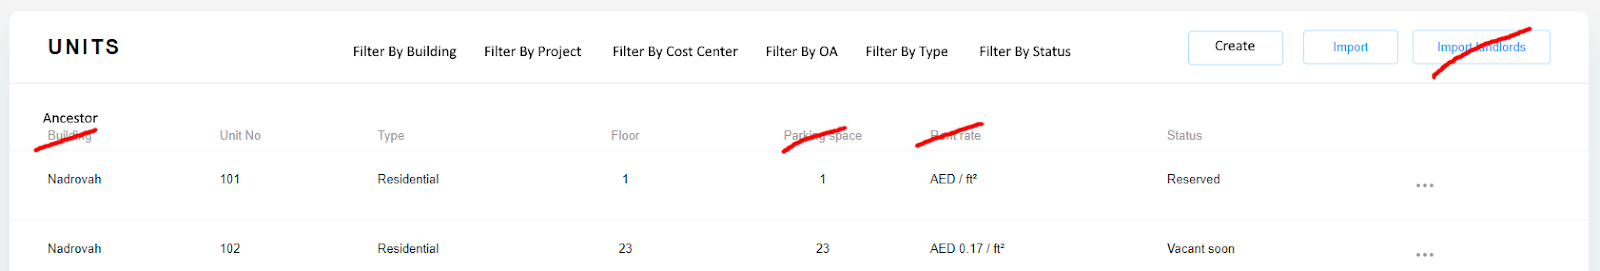 UNITS Filter By Building Filter By Project Filter By Cost Center Filter By OA Filter By Type Filter By Status Create Import Import landlords
Ancestor
Building Unit No Type Floor Parking space Rent rate Status
Nadrovah 101 Residential 1 1 AED / ft² Reserved ...
Nadrovah 102 Residential 23 23 AED 0.17 / ft² Vacant soon ...